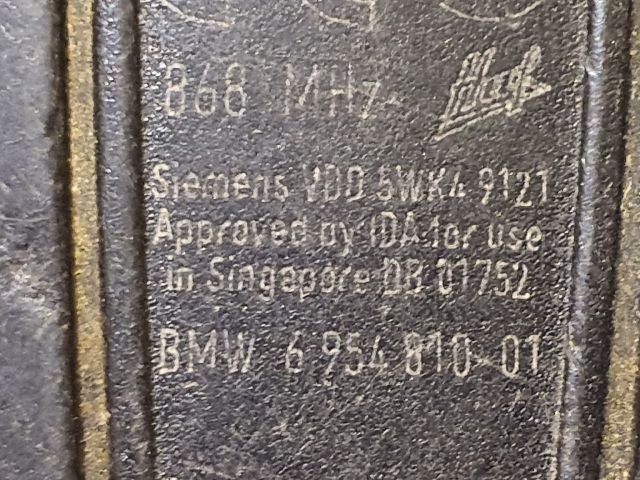 868 MHz
Siemens VDO 5WK4 9121
Approved by IDA for use
in Singapore DB 01752
BMW 6 954 810-01